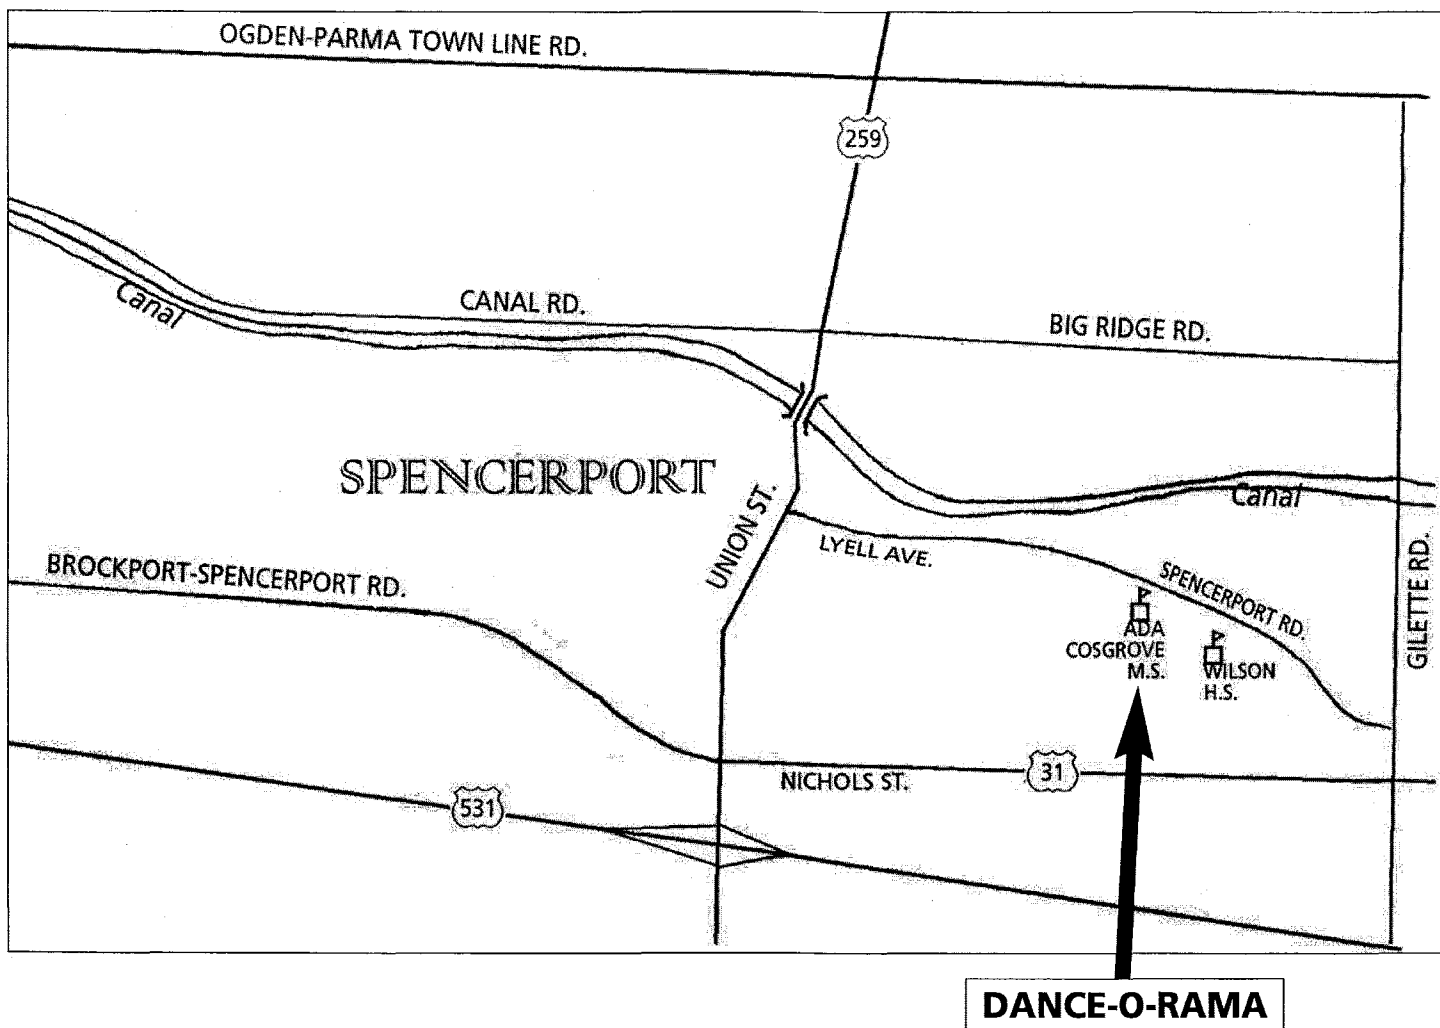 OGDEN-PARMA TOWN LINE RD.
259
Canal
CANAL RD.
BIG RIDGE RD.
SPENCERPORT
UNION ST.
Canal
LYELL AVE.
SPENCERPORT RD.
GILETTE RD.
BROCKPORT-SPENCERPORT RD.
ADA
COSGROVE
M.S.
WILSON
H.S.
NICHOLS ST.
31
531
DANCE-O-RAMA